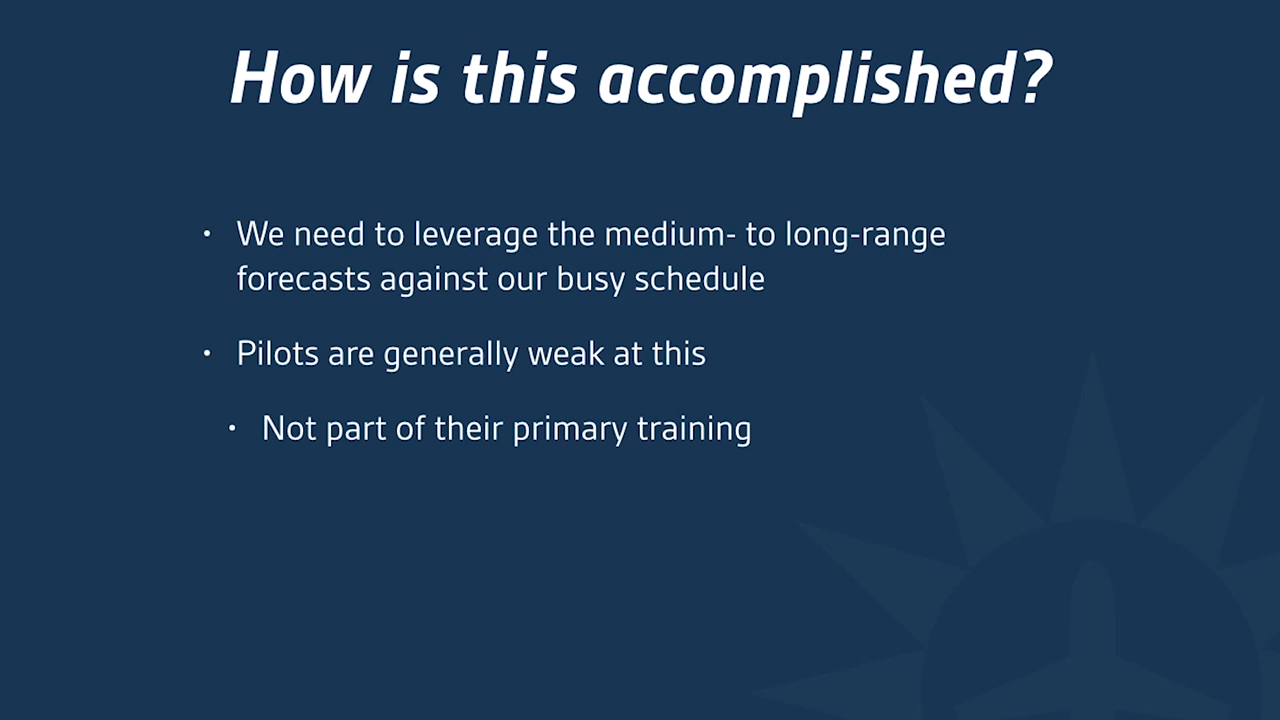 How is this accomplished?
• We need to leverage the medium- to long-range
forecasts against our busy schedule
• Pilots are generally weak at this
• Not part of their primary training